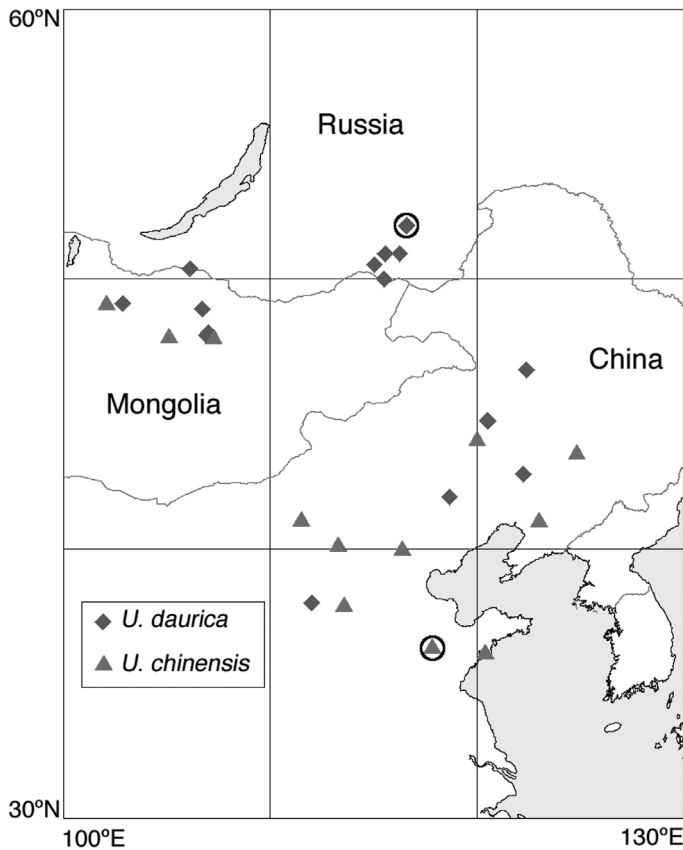 60ºN
Russia
China
Mongolia
U. daurica
U. chinensis
30ºN
100ºE
130ºE